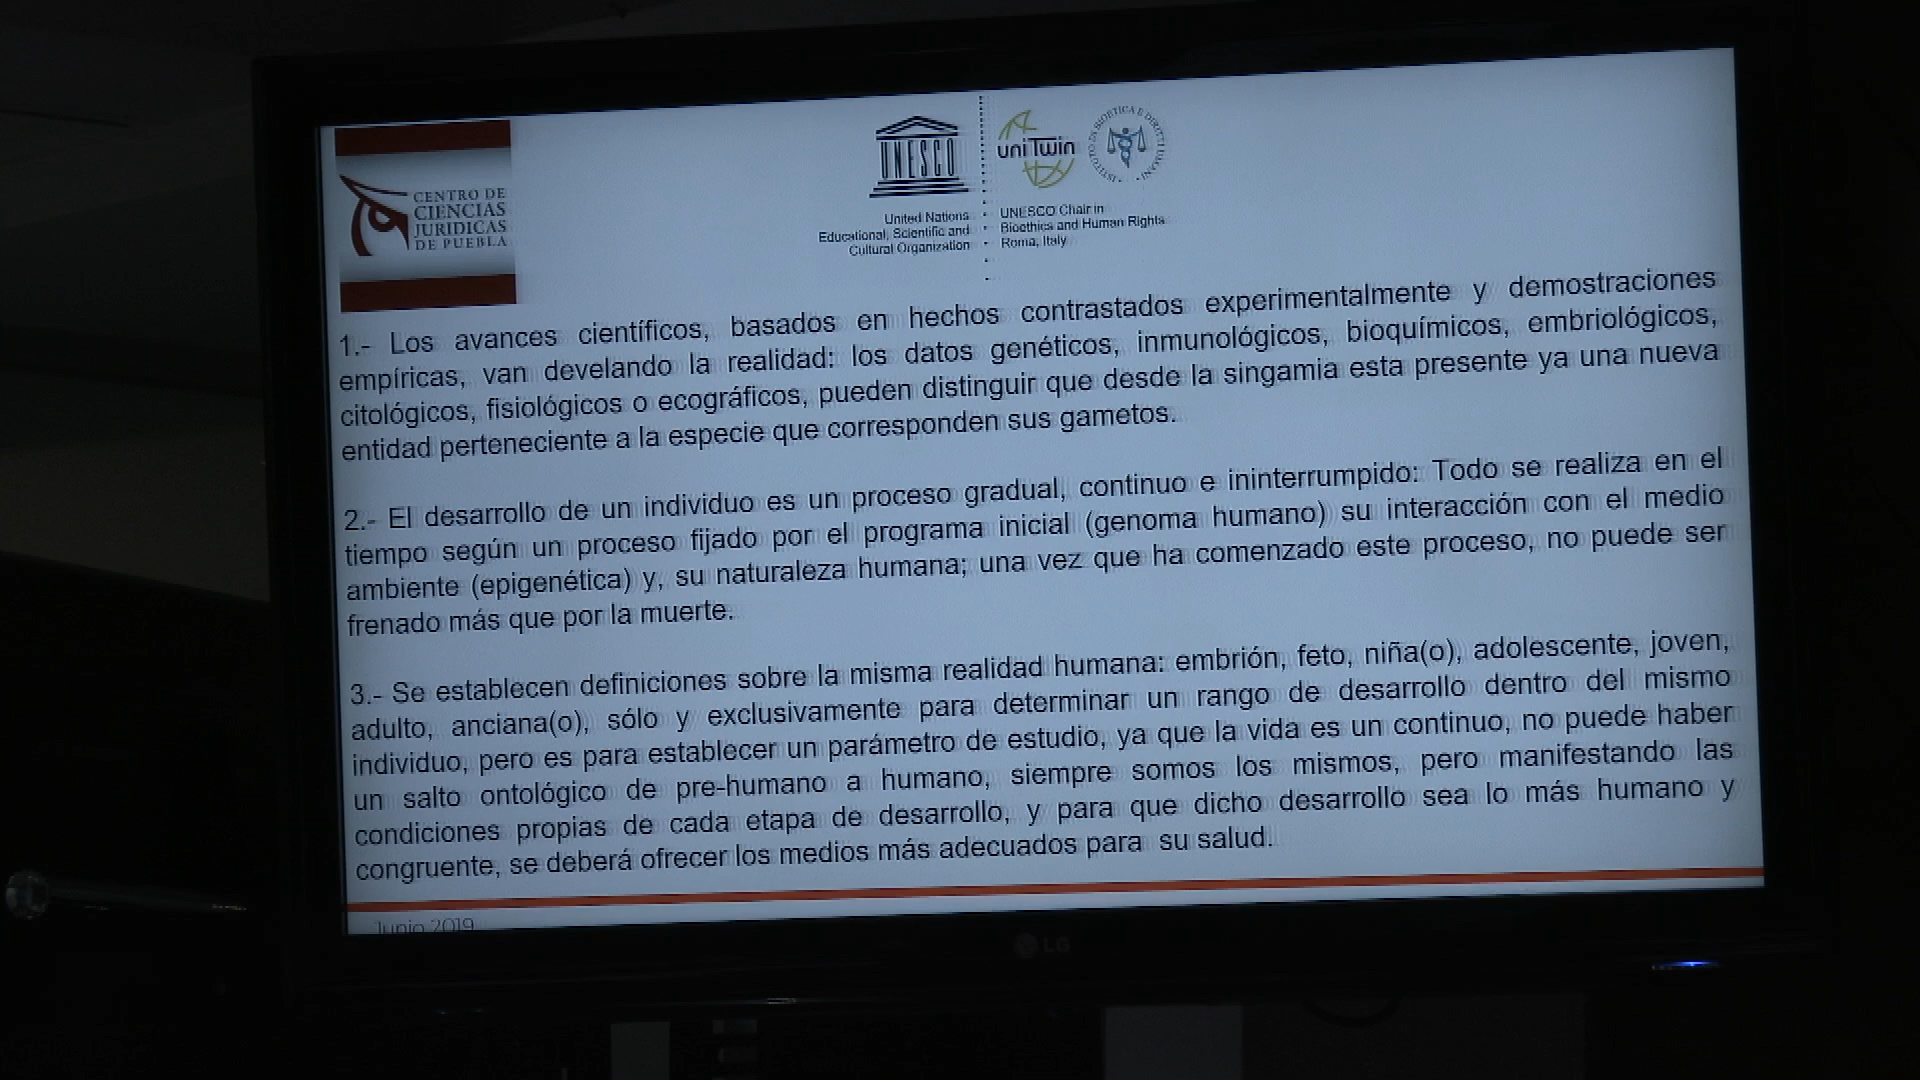 CENTRO DE
CIENCIAS
JURIDICAS
DE PUEBLA
UNESCO
United Nations
Educational, Scientific and
Cultural Organization
uniTwin
ISTITUTO IN BIOETICA E DIRITTI UMANI
UNESCO Chair in
Bioethics and Human Rights
Roma, Italy
1.- Los avances científicos, basados en hechos contrastados experimentalmente y demostraciones
empíricas, van develando la realidad: los datos genéticos, inmunológicos, bioquímicos, embriológicos,
citológicos, fisiológicos o ecográficos, pueden distinguir que desde la singamia esta presente ya una nueva
entidad perteneciente a la especie que corresponden sus gametos.
2.- El desarrollo de un individuo es un proceso gradual, continuo e ininterrumpido: Todo se realiza en el
tiempo según un proceso fijado por el programa inicial (genoma humano) su interacción con el medio
ambiente (epigenética) y, su naturaleza humana; una vez que ha comenzado este proceso, no puede ser
frenado más que por la muerte.
3.- Se establecen definiciones sobre la misma realidad humana: embrión, feto, niña(o), adolescente, joven,
adulto, anciana(o), sólo y exclusivamente para determinar un rango de desarrollo dentro del mismo
individuo, pero es para establecer un parámetro de estudio, ya que la vida es un continuo, no puede haber
un salto ontológico de pre-humano a humano, siempre somos los mismos, pero manifestando las
condiciones propias de cada etapa de desarrollo, y para que dicho desarrollo sea lo más humano y
congruente, se deberá ofrecer los medios más adecuados para su salud.
Junio 2019
LG